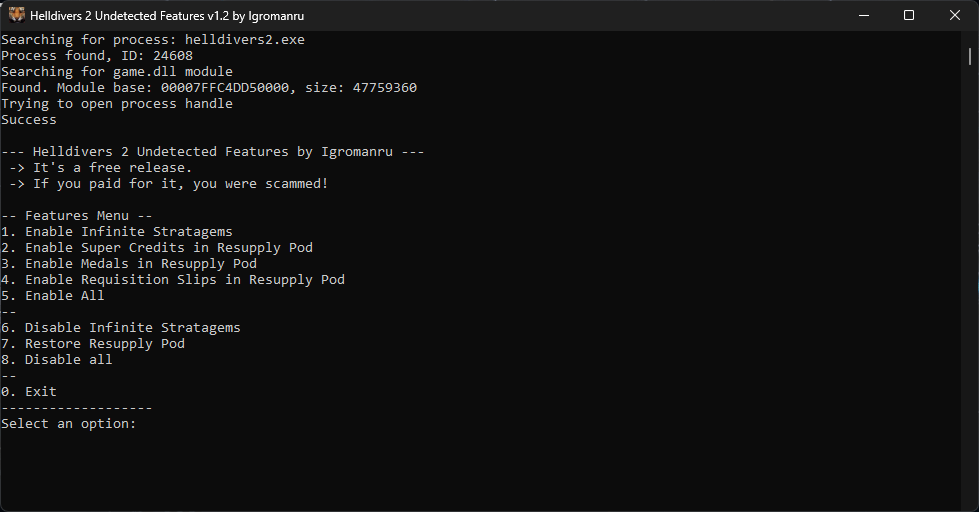 Helldivers 2 Undetected Features v1.2 by Igromanru
Searching for process: helldivers2.exe
Process found, ID: 24608
Searching for game.dll module
Found. Module base: 00007FFC4DD50000, size: 47759360
Trying to open process handle
Success
--- Helldivers 2 Undetected Features by Igromanru ---
-> It's a free release.
-> If you paid for it, you were scammed!
-- Features Menu --
1. Enable Infinite Stratagems
2. Enable Super Credits in Resupply Pod
3. Enable Medals in Resupply Pod
4. Enable Requisition Slips in Resupply Pod
5. Enable All
--
6. Disable Infinite Stratagems
7. Restore Resupply Pod
8. Disable all
--
0. Exit
-------------------
Select an option: